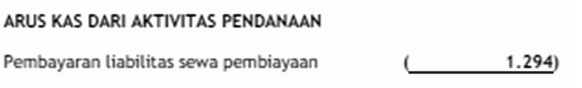 ARUS KAS DARI AKTIVITAS PENDANAAN
Pembayaran liabilitas sewa pembiayaan ( 1.294)